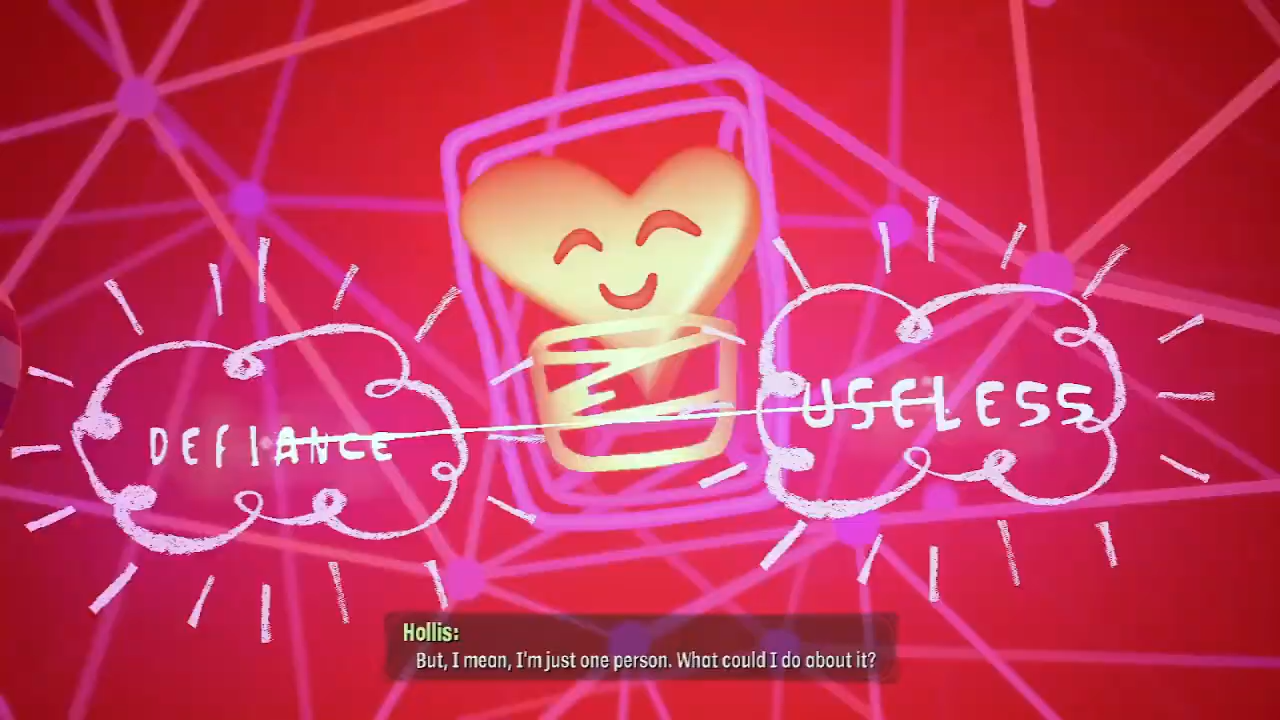 DEFIANCE
USELESS
Hollis:
But, I mean, I'm just one person. What could I do about it?